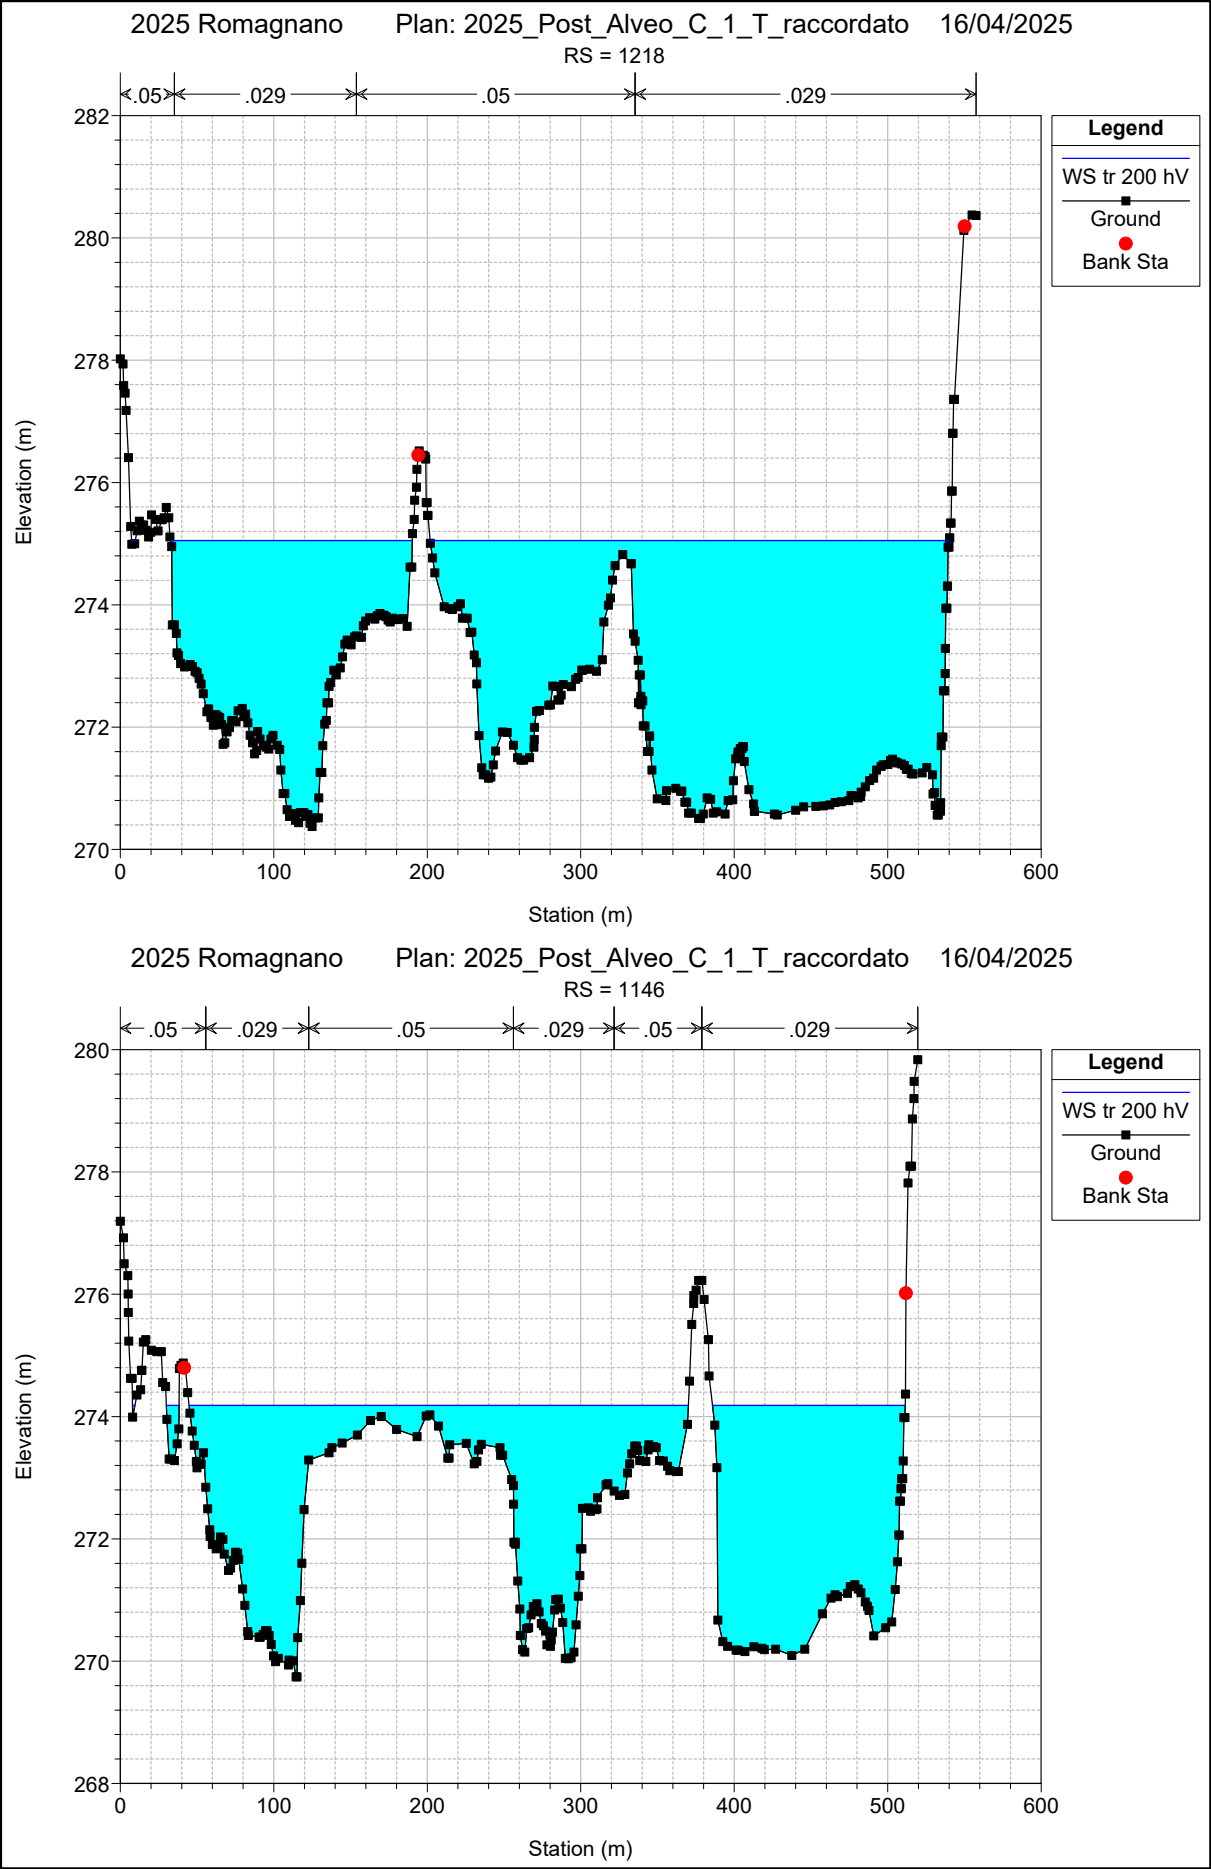 2025 Romagnano Plan: 2025_Post_Alveo_C_1_T_raccordato 16/04/2025
RS = 1218
.05 .029 .05 .029
282
280
278
276
274
272
270
Elevation (m)
0 100 200 300 400 500 600
Station (m)
Legend
WS tr 200 hV
Ground
Bank Sta
2025 Romagnano Plan: 2025_Post_Alveo_C_1_T_raccordato 16/04/2025
RS = 1146
.05 .029 .05 .029 .05 .029
280
278
276
274
272
270
268
Elevation (m)
0 100 200 300 400 500 600
Station (m)
Legend
WS tr 200 hV
Ground
Bank Sta